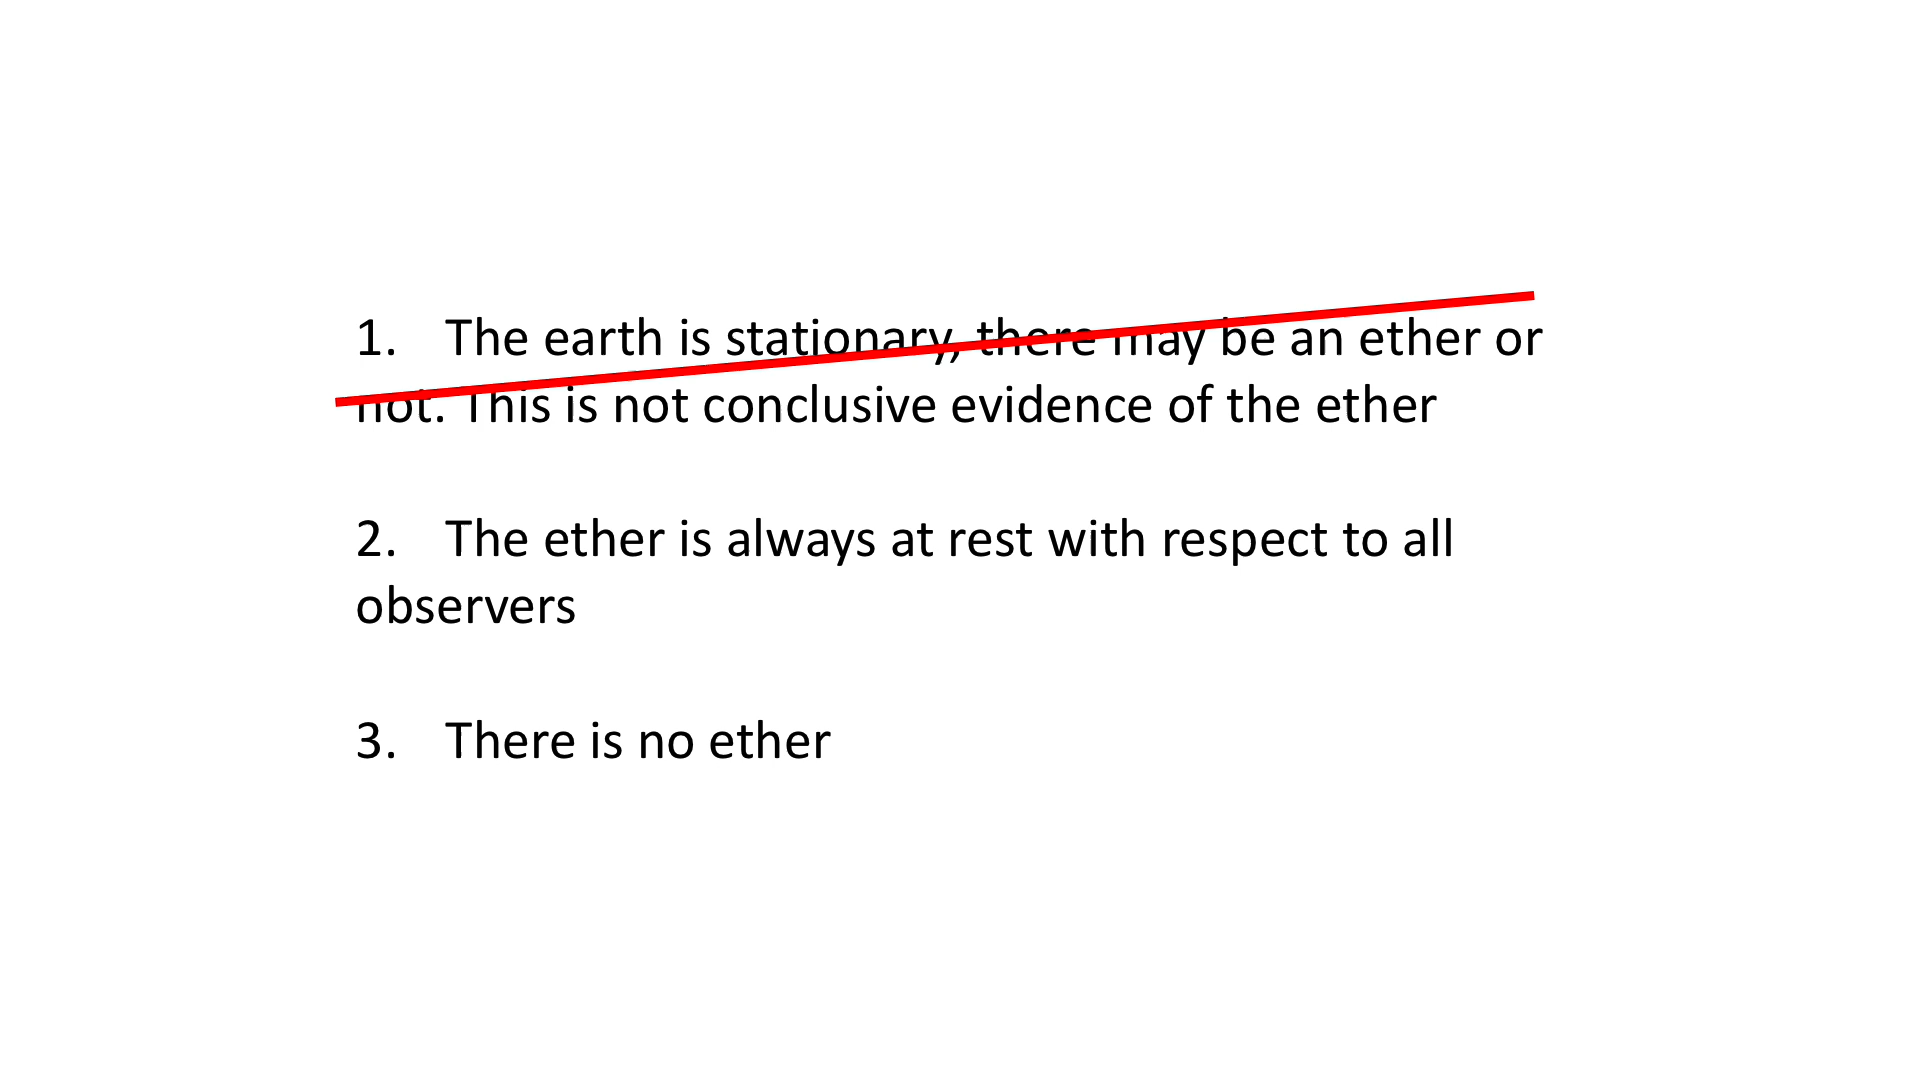 1. The earth is stationary, there may be an ether or
not. This is not conclusive evidence of the ether
2. The ether is always at rest with respect to all
observers
3. There is no ether